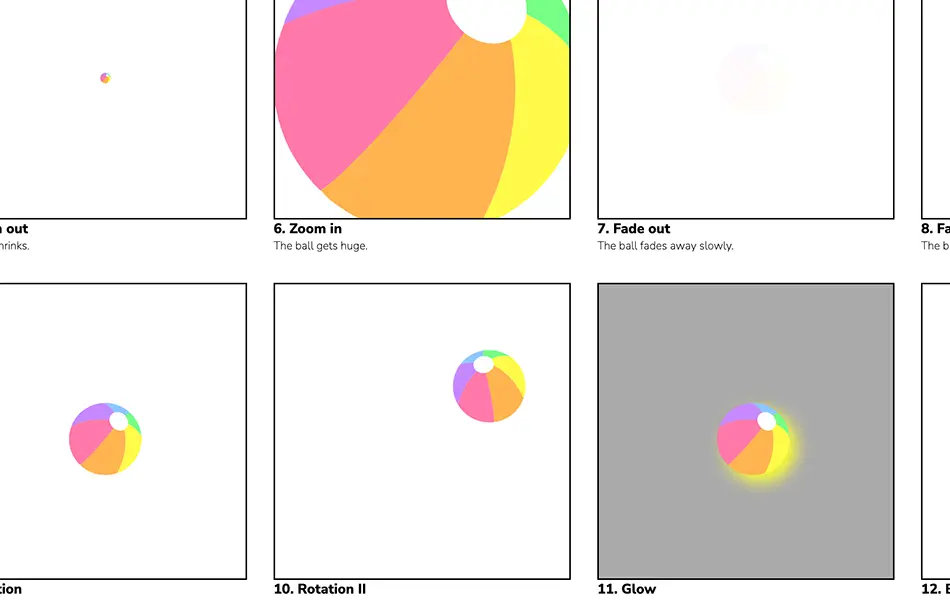 out
hrinks.
6. Zoom in
The ball gets huge.
7. Fade out
The ball fades away slowly.
8. Fa
The b
tion
10. Rotation II
11. Glow
12.